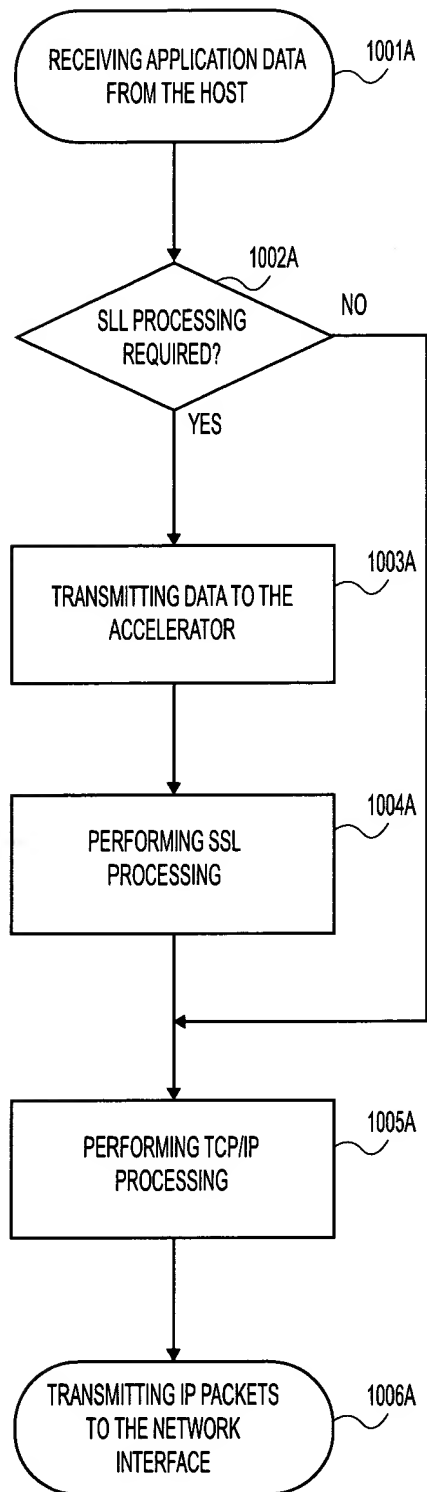 RECEIVING APPLICATION DATA
FROM THE HOST
1001A
1002A
SLL PROCESSING
REQUIRED?
NO
YES
1003A
TRANSMITTING DATA TO THE
ACCELERATOR
1004A
PERFORMING SSL
PROCESSING
1005A
PERFORMING TCP/IP
PROCESSING
TRANSMITTING IP PACKETS
TO THE NETWORK
INTERFACE
1006A